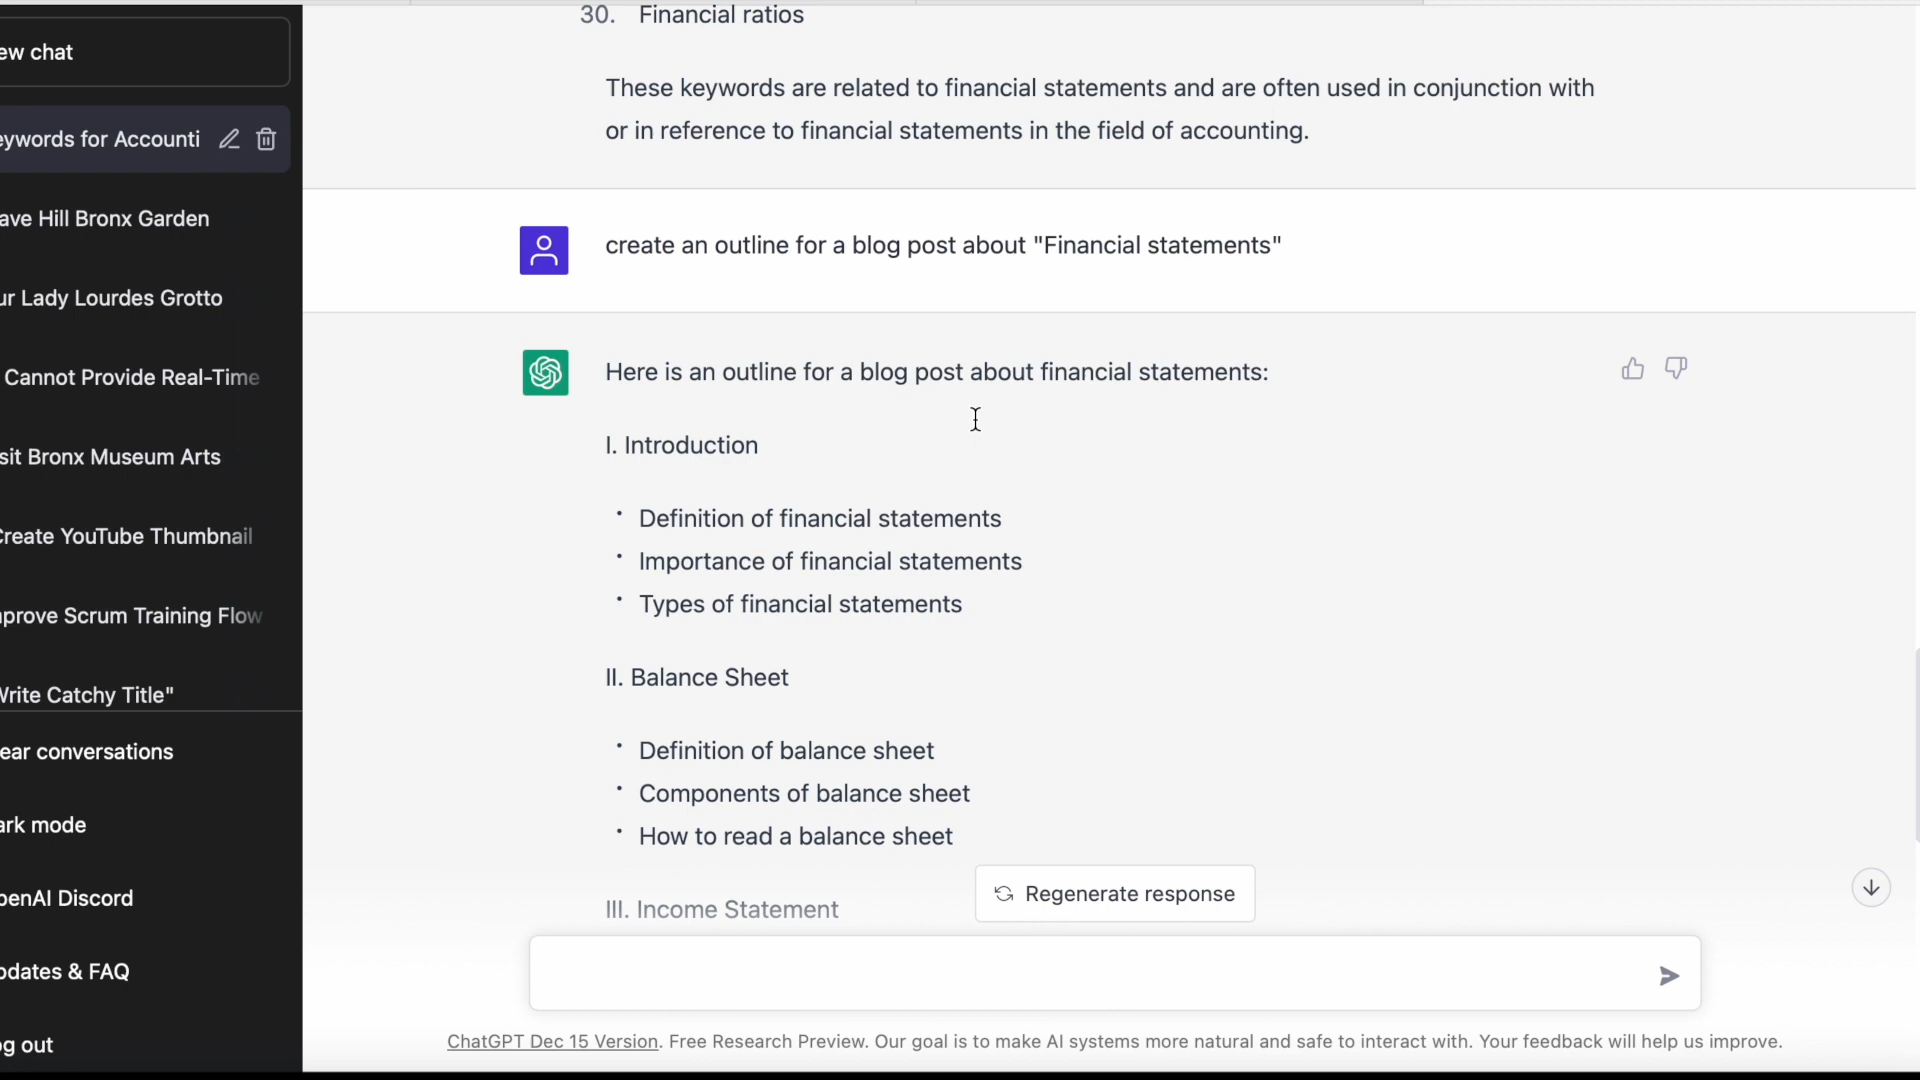 ew chat
eywords for Accounti
ave Hill Bronx Garden
ur Lady Lourdes Grotto
Cannot Provide Real-Time
sit Bronx Museum Arts
Create YouTube Thumbnail
prove Scrum Training Flow
Write Catchy Title"
ear conversations
ark mode
penAI Discord
pdates & FAQ
og out
30. Financial ratios
These keywords are related to financial statements and are often used in conjunction with
or in reference to financial statements in the field of accounting.
create an outline for a blog post about "Financial statements"
Here is an outline for a blog post about financial statements:
I. Introduction
• Definition of financial statements
• Importance of financial statements
• Types of financial statements
II. Balance Sheet
• Definition of balance sheet
• Components of balance sheet
• How to read a balance sheet
III. Income Statement
Regenerate response
ChatGPT Dec 15 Version. Free Research Preview. Our goal is to make AI systems more natural and safe to interact with. Your feedback will help us improve.